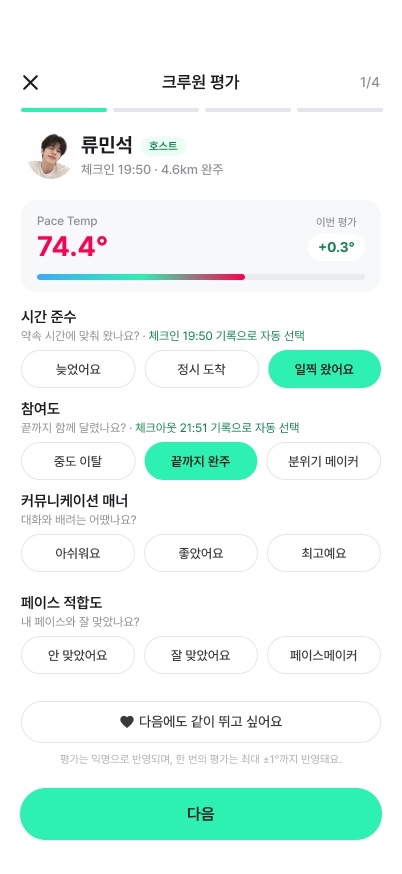 크루원 평가 1/4
류민석 호스트
체크인 19:50 · 4.6km 완주
Pace Temp 이번 평가
74.4° +0.3°
시간 준수
약속 시간에 맞춰 왔나요? · 체크인 19:50 기록으로 자동 선택
늦었어요 정시 도착 일찍 왔어요
참여도
끝까지 함께 달렸나요? · 체크아웃 21:51 기록으로 자동 선택
중도 이탈 끝까지 완주 분위기 메이커
커뮤니케이션 매너
대화와 배려는 어땠나요?
아쉬워요 좋았어요 최고예요
페이스 적합도
내 페이스와 잘 맞았나요?
안 맞았어요 잘 맞았어요 페이스메이커
다음에도 같이 뛰고 싶어요
평가는 익명으로 반영되며, 한 번의 평가는 최대 ±1°까지 반영돼요.
다음